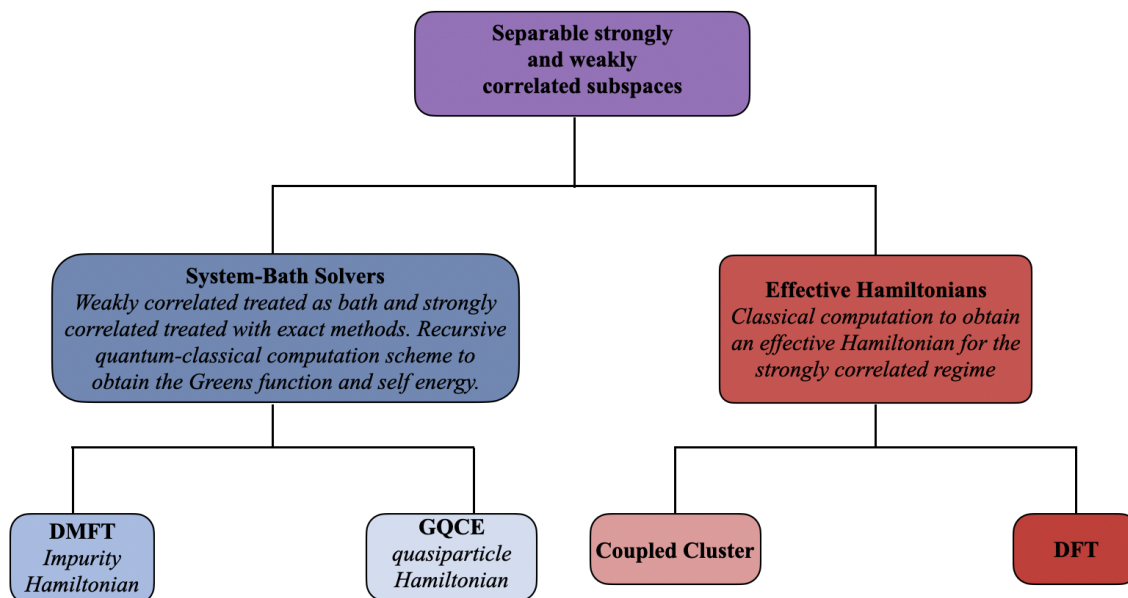 Separable strongly
and weakly
correlated subspaces
System-Bath Solvers
Weakly correlated treated as bath and strongly
correlated treated with exact methods. Recursive
quantum-classical computation scheme to
obtain the Greens function and self energy.
Effective Hamiltonians
Classical computation to obtain
an effective Hamiltonian for the
strongly correlated regime
DMFT
Impurity
Hamiltonian
GQCE
quasiparticle
Hamiltonian
Coupled Cluster
DFT